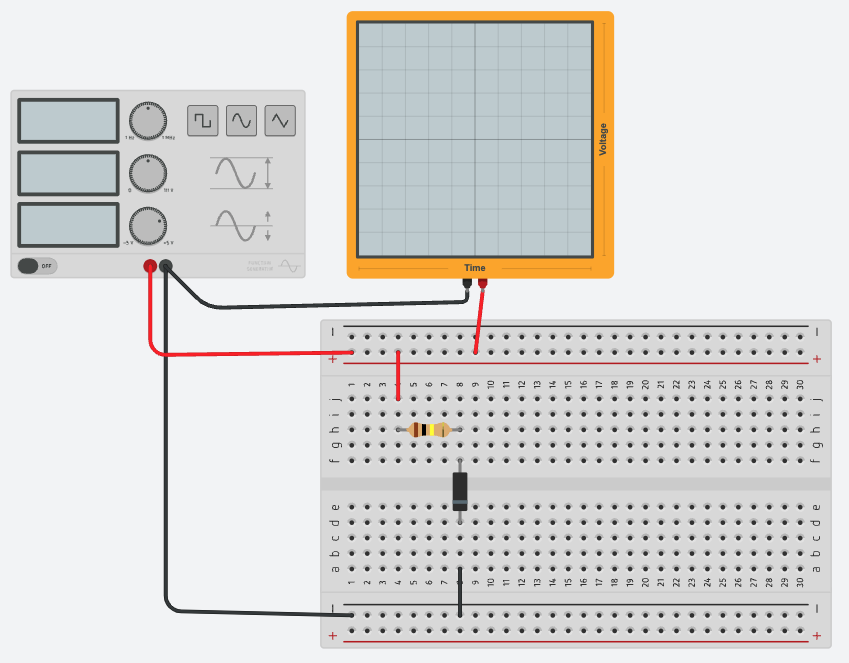 1 Hz
1 MHz
0
10 V
-5 V
+5 V
OFF
FUNCTION
GENERATOR
Voltage
Time
− −
+ +
1 2 3 4 5 6 7 8 9 10 11 12 13 14 15 16 17 18 19 20 21 22 23 24 25 26 27 28 29 30
j j
i i
h h
g g
f f
e e
d d
c c
b b
a a
1 2 3 4 5 6 7 8 9 10 11 12 13 14 15 16 17 18 19 20 21 22 23 24 25 26 27 28 29 30
− −
+ +